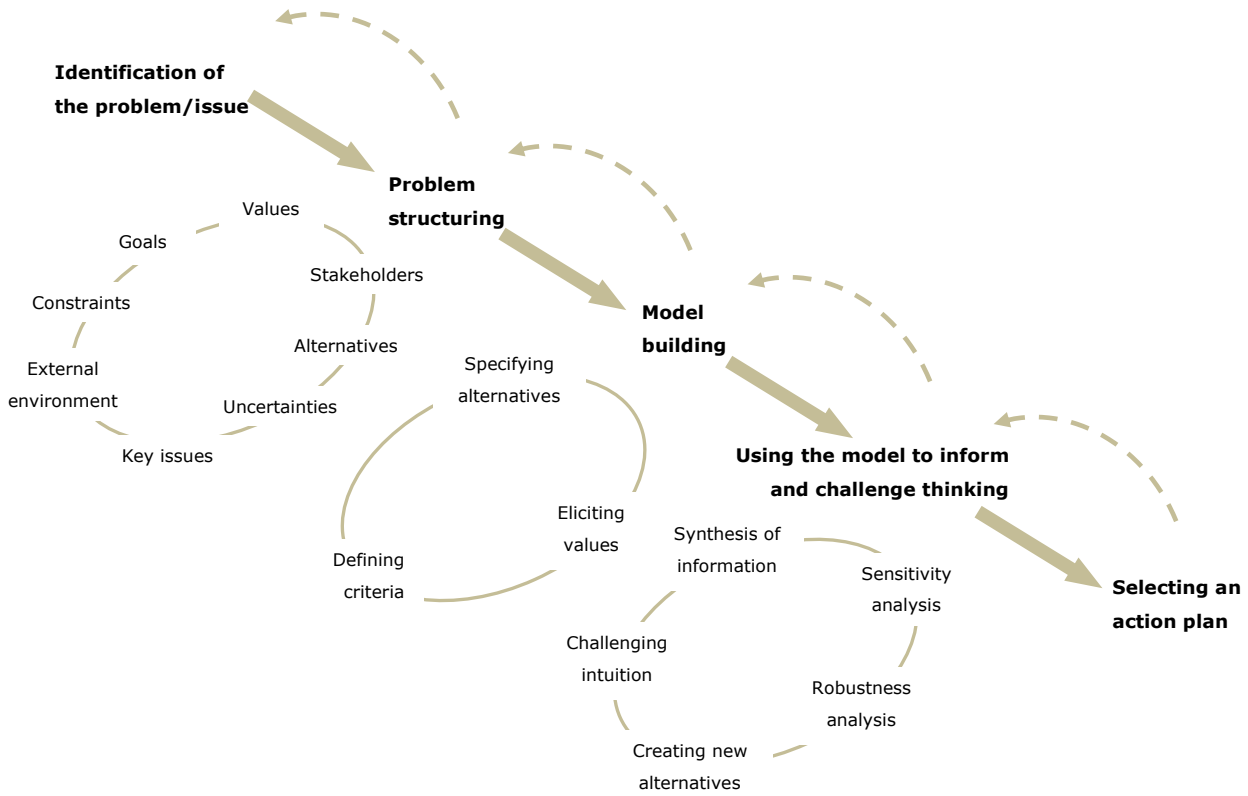 Identification of
the problem/issue
Problem
structuring
Values
Goals
Stakeholders
Constraints
Alternatives
External
environment
Uncertainties
Key issues
Model
building
Specifying
alternatives
Eliciting
values
Defining
criteria
Using the model to inform
and challenge thinking
Synthesis of
information
Sensitivity
analysis
Challenging
intuition
Robustness
analysis
Creating new
alternatives
Selecting an
action plan